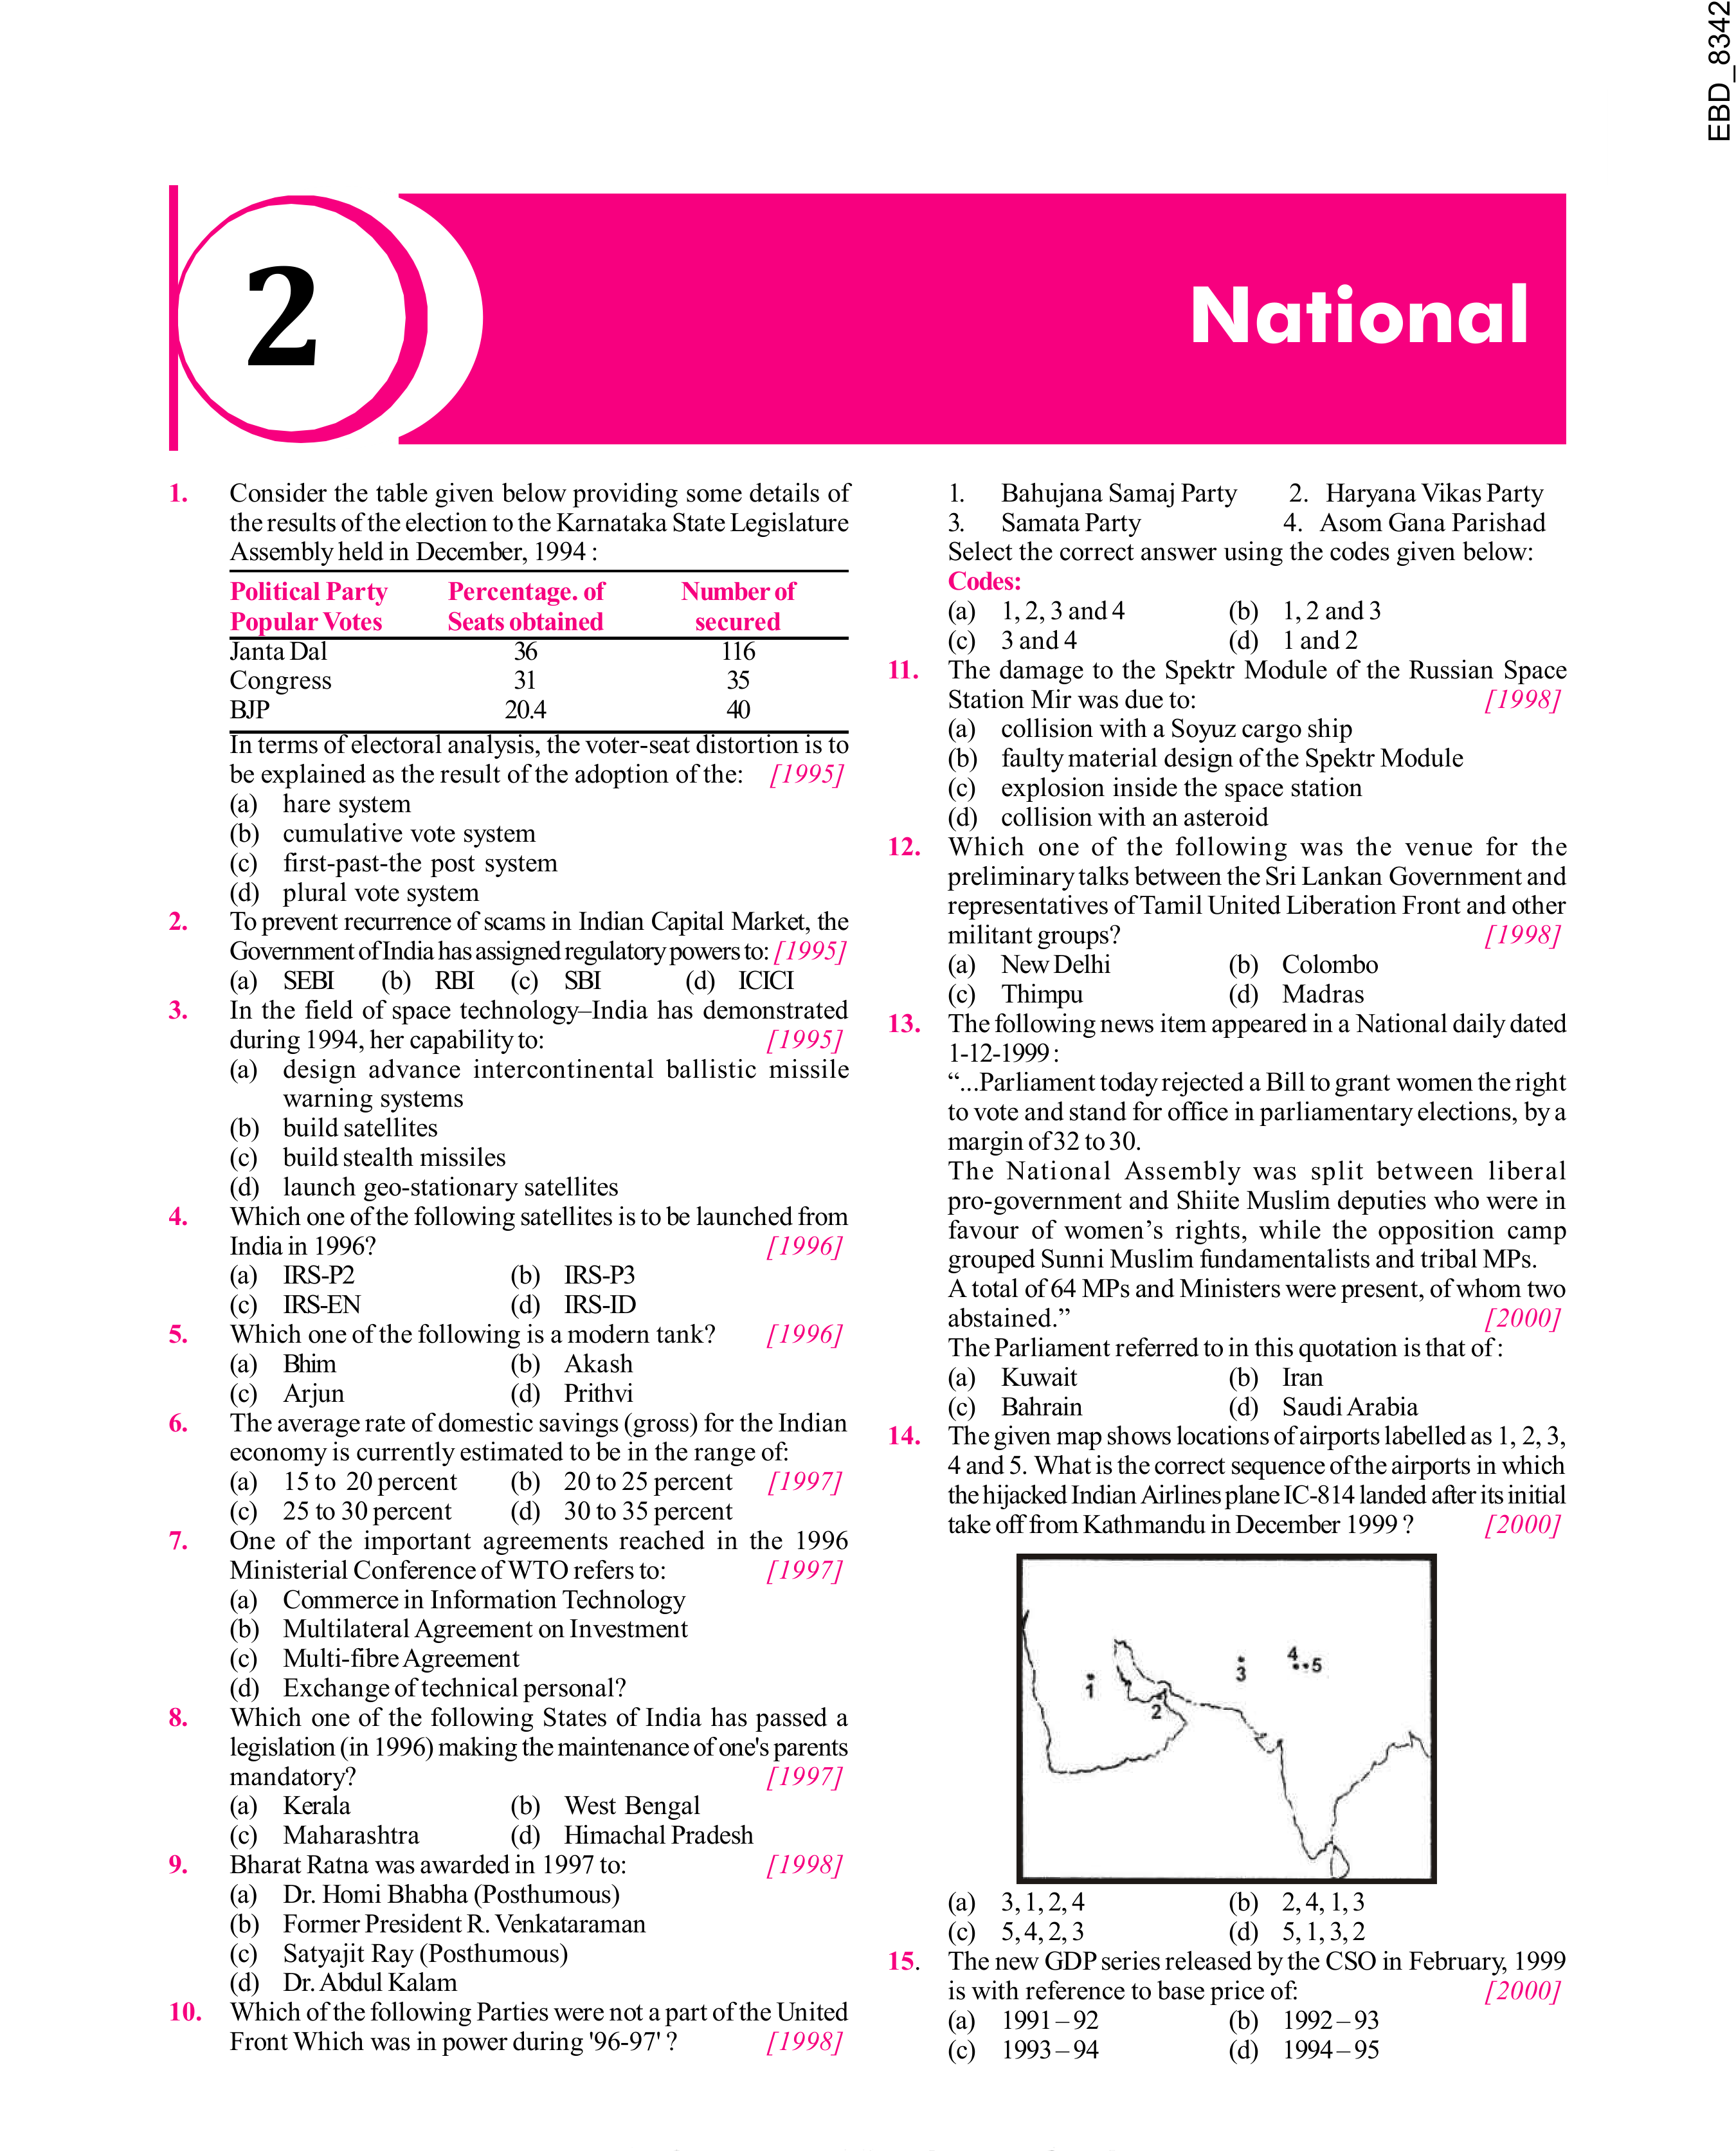 EBD_8342
2
National
1. Consider the table given below providing some details of
the results of the election to the Karnataka State Legislature
Assembly held in December, 1994 :
Political Party Percentage. of Number of
Popular Votes Seats obtained secured
Janta Dal 36 116
Congress 31 35
BJP 20.4 40
In terms of electoral analysis, the voter-seat distortion is to
be explained as the result of the adoption of the: [1995]
(a) hare system
(b) cumulative vote system
(c) first-past-the post system
(d) plural vote system
2. To prevent recurrence of scams in Indian Capital Market, the
Government of India has assigned regulatory powers to: [1995]
(a) SEBI (b) RBI (c) SBI (d) ICICI
3. In the field of space technology–India has demonstrated
during 1994, her capability to: [1995]
(a) design advance intercontinental ballistic missile
warning systems
(b) build satellites
(c) build stealth missiles
(d) launch geo-stationary satellites
4. Which one of the following satellites is to be launched from
India in 1996? [1996]
(a) IRS-P2 (b) IRS-P3
(c) IRS-EN (d) IRS-ID
5. Which one of the following is a modern tank? [1996]
(a) Bhim (b) Akash
(c) Arjun (d) Prithvi
6. The average rate of domestic savings (gross) for the Indian
economy is currently estimated to be in the range of:
(a) 15 to 20 percent (b) 20 to 25 percent [1997]
(c) 25 to 30 percent (d) 30 to 35 percent
7. One of the important agreements reached in the 1996
Ministerial Conference of WTO refers to: [1997]
(a) Commerce in Information Technology
(b) Multilateral Agreement on Investment
(c) Multi-fibre Agreement
(d) Exchange of technical personal?
8. Which one of the following States of India has passed a
legislation (in 1996) making the maintenance of one's parents
mandatory? [1997]
(a) Kerala (b) West Bengal
(c) Maharashtra (d) Himachal Pradesh
9. Bharat Ratna was awarded in 1997 to: [1998]
(a) Dr. Homi Bhabha (Posthumous)
(b) Former President R. Venkataraman
(c) Satyajit Ray (Posthumous)
(d) Dr. Abdul Kalam
10. Which of the following Parties were not a part of the United
Front Which was in power during '96-97' ? [1998]
1. Bahujana Samaj Party 2. Haryana Vikas Party
3. Samata Party 4. Asom Gana Parishad
Select the correct answer using the codes given below:
Codes:
(a) 1, 2, 3 and 4 (b) 1, 2 and 3
(c) 3 and 4 (d) 1 and 2
11. The damage to the Spektr Module of the Russian Space
Station Mir was due to: [1998]
(a) collision with a Soyuz cargo ship
(b) faulty material design of the Spektr Module
(c) explosion inside the space station
(d) collision with an asteroid
12. Which one of the following was the venue for the
preliminary talks between the Sri Lankan Government and
representatives of Tamil United Liberation Front and other
militant groups? [1998]
(a) New Delhi (b) Colombo
(c) Thimpu (d) Madras
13. The following news item appeared in a National daily dated
1-12-1999 :
“...Parliament today rejected a Bill to grant women the right
to vote and stand for office in parliamentary elections, by a
margin of 32 to 30.
The National Assembly was split between liberal
pro-government and Shiite Muslim deputies who were in
favour of women’s rights, while the opposition camp
grouped Sunni Muslim fundamentalists and tribal MPs.
A total of 64 MPs and Ministers were present, of whom two
abstained.” [2000]
The Parliament referred to in this quotation is that of :
(a) Kuwait (b) Iran
(c) Bahrain (d) Saudi Arabia
14. The given map shows locations of airports labelled as 1, 2, 3,
4 and 5. What is the correct sequence of the airports in which
the hijacked Indian Airlines plane IC-814 landed after its initial
take off from Kathmandu in December 1999 ? [2000]
4
5
3
1
2
(a) 3, 1, 2, 4 (b) 2, 4, 1, 3
(c) 5, 4, 2, 3 (d) 5, 1, 3, 2
15. The new GDP series released by the CSO in February, 1999
is with reference to base price of: [2000]
(a) 1991–92 (b) 1992–93
(c) 1993–94 (d) 1994–95